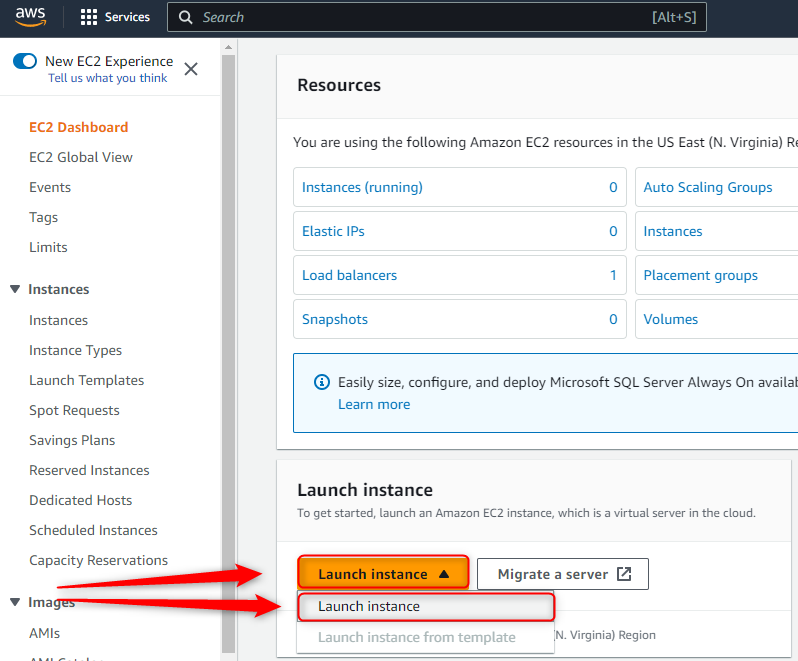 aws
Services
Search
[Alt+S]
New EC2 Experience
Tell us what you think
EC2 Dashboard
EC2 Global View
Events
Tags
Limits
Instances
Instances
Instance Types
Launch Templates
Spot Requests
Savings Plans
Reserved Instances
Dedicated Hosts
Scheduled Instances
Capacity Reservations
Images
AMIs
AMI Catalog
Resources
You are using the following Amazon EC2 resources in the US East (N. Virginia) Re
Instances (running) 0
Auto Scaling Groups
Elastic IPs 0
Instances
Load balancers 1
Placement groups
Snapshots 0
Volumes
Easily size, configure, and deploy Microsoft SQL Server Always On availab
Learn more
Launch instance
To get started, launch an Amazon EC2 instance, which is a virtual server in the cloud.
Launch instance
Migrate a server
Launch instance
Launch instance from template
(N. Virginia) Region